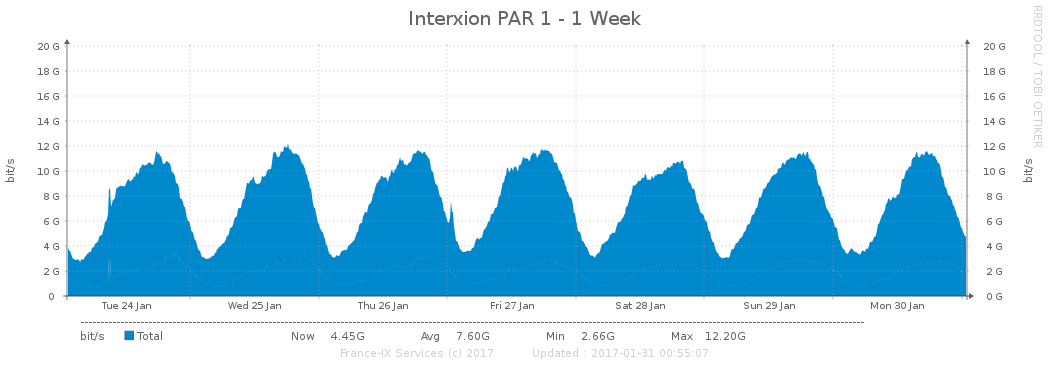 Interxion PAR 1 - 1 Week
RRDTOOL / TOBI OETIKER
20 G 20 G
18 G 18 G
16 G 16 G
14 G 14 G
12 G 12 G
10 G 10 G
8 G 8 G
6 G 6 G
4 G 4 G
2 G 2 G
0 0 G
bit/s bit/s
Tue 24 Jan Wed 25 Jan Thu 26 Jan Fri 27 Jan Sat 28 Jan Sun 29 Jan Mon 30 Jan
bit/s Total Now 4.45G Avg 7.60G Min 2.66G Max 12.20G
France-IX Services (c) 2017 Updated : 2017-01-31 00:55:07